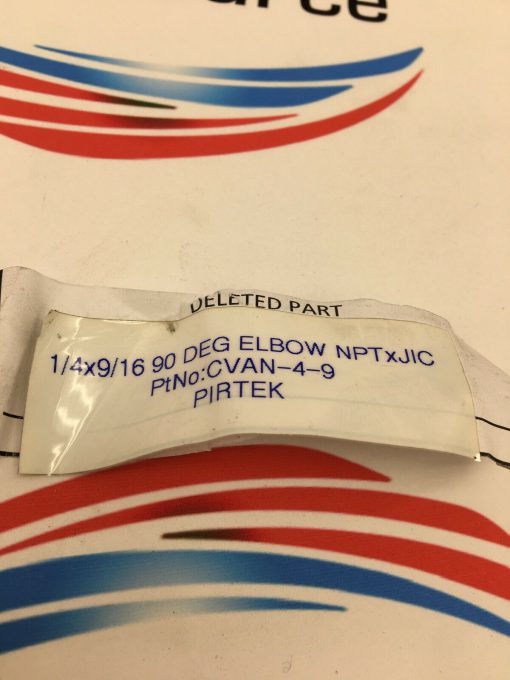 DELETED PART
1/4x9/16 90 DEG ELBOW NPTxJIC
PtNo:CVAN-4-9
PIRTEK